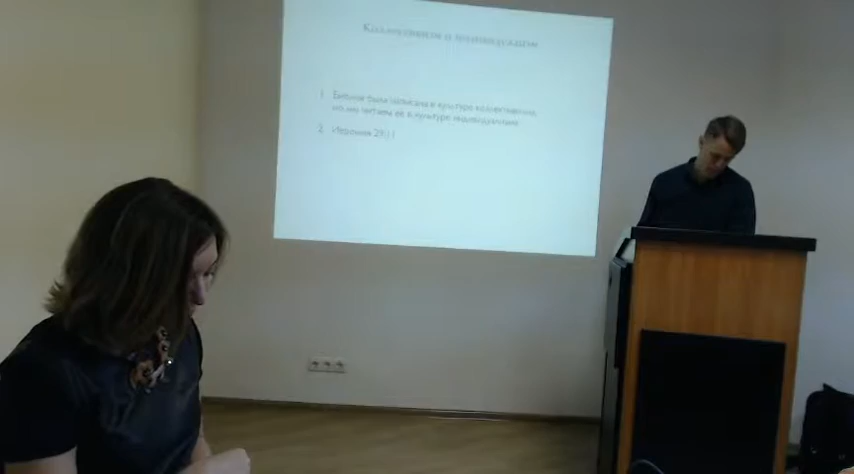 Коллективизм и индивидуализм
1. Библия была написана в культуре коллективизма,
но мы читаем её в культуре индивидуализма
2. Иеремия 29:11